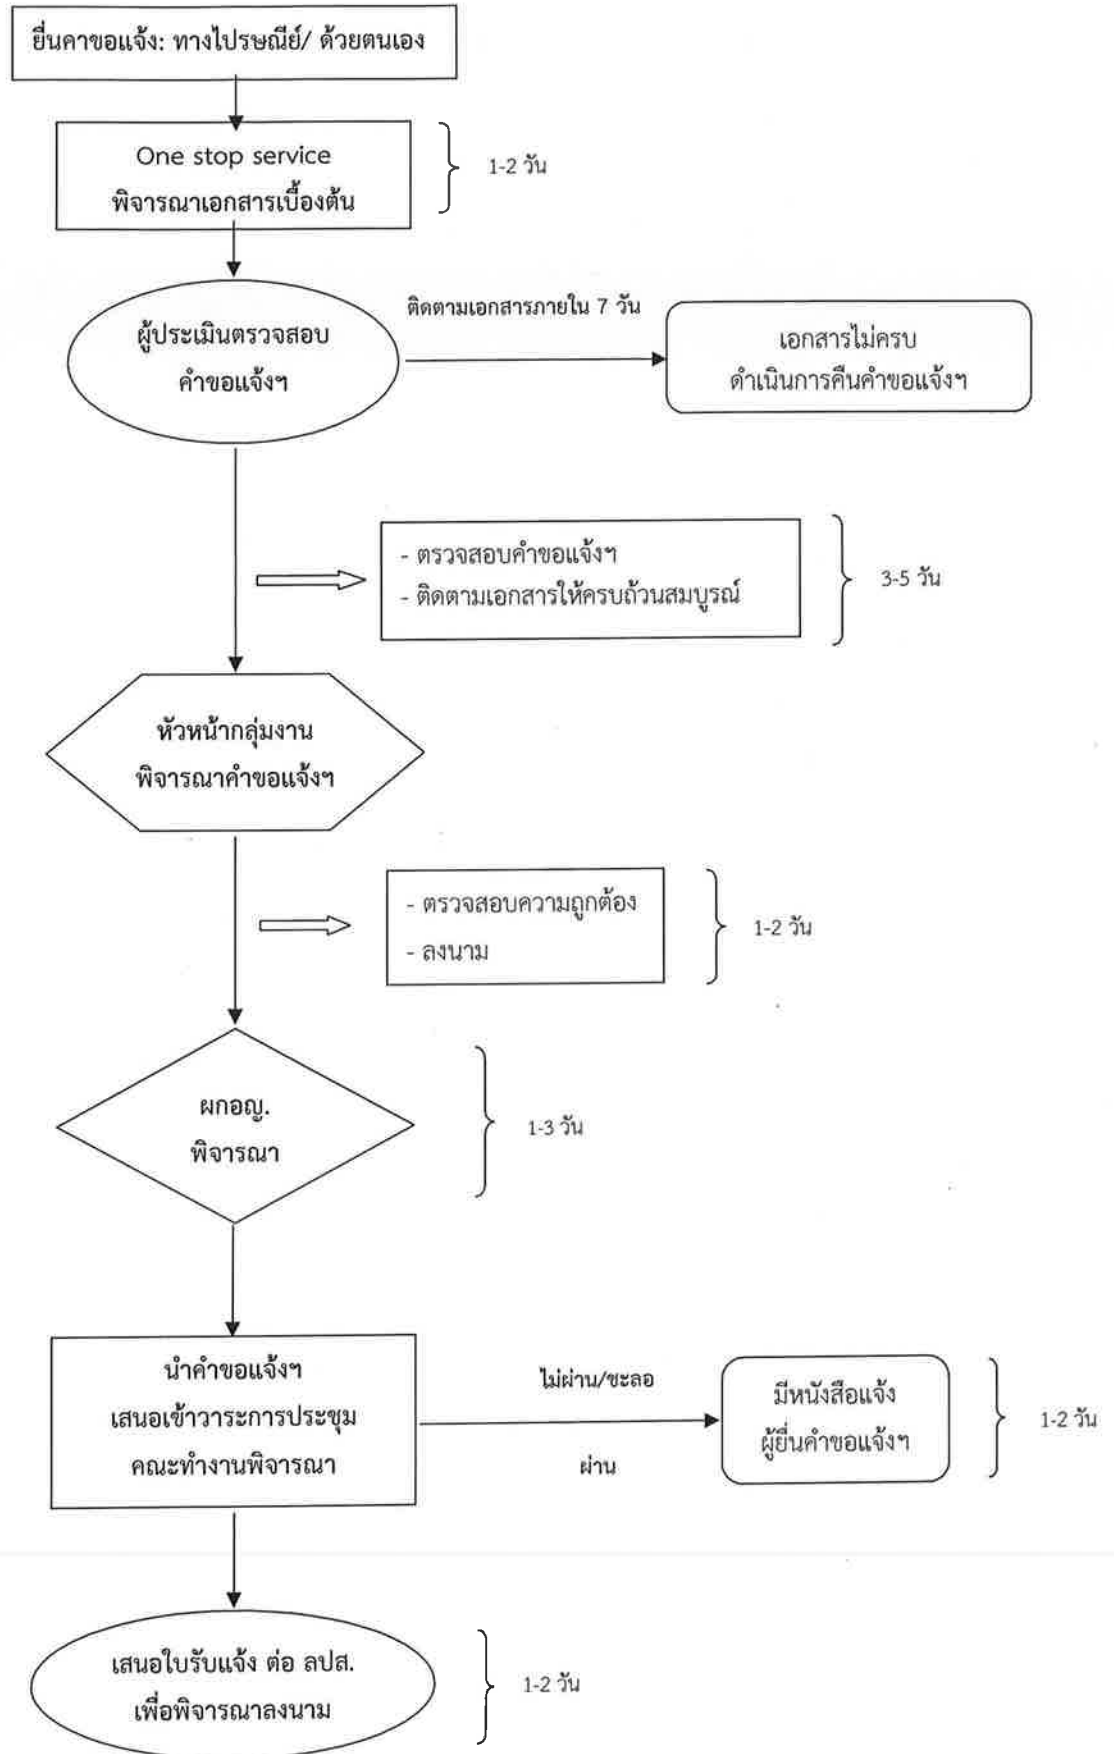 ยื่นคาขอแจ้ง: ทางไปรษณีย์/ ด้วยตนเอง
One stop service
พิจารณาเอกสารเบื้องต้น
1-2 วัน
ผู้ประเมินตรวจสอบ
คำขอแจ้งฯ
ติดตามเอกสารภายใน 7 วัน
เอกสารไม่ครบ
ดำเนินการคืนคำขอแจ้งฯ
- ตรวจสอบคำขอแจ้งฯ
- ติดตามเอกสารให้ครบถ้วนสมบูรณ์
3-5 วัน
หัวหน้ากลุ่มงาน
พิจารณาคำขอแจ้งฯ
- ตรวจสอบความถูกต้อง
- ลงนาม
1-2 วัน
ผกอญ.
พิจารณา
1-3 วัน
นำคำขอแจ้งฯ
เสนอเข้าวาระการประชุม
คณะทำงานพิจารณา
ไม่ผ่าน/ชะลอ
ผ่าน
มีหนังสือแจ้ง
ผู้ยื่นคำขอแจ้งฯ
1-2 วัน
เสนอใบรับแจ้ง ต่อ ลปส.
เพื่อพิจารณาลงนาม
1-2 วัน